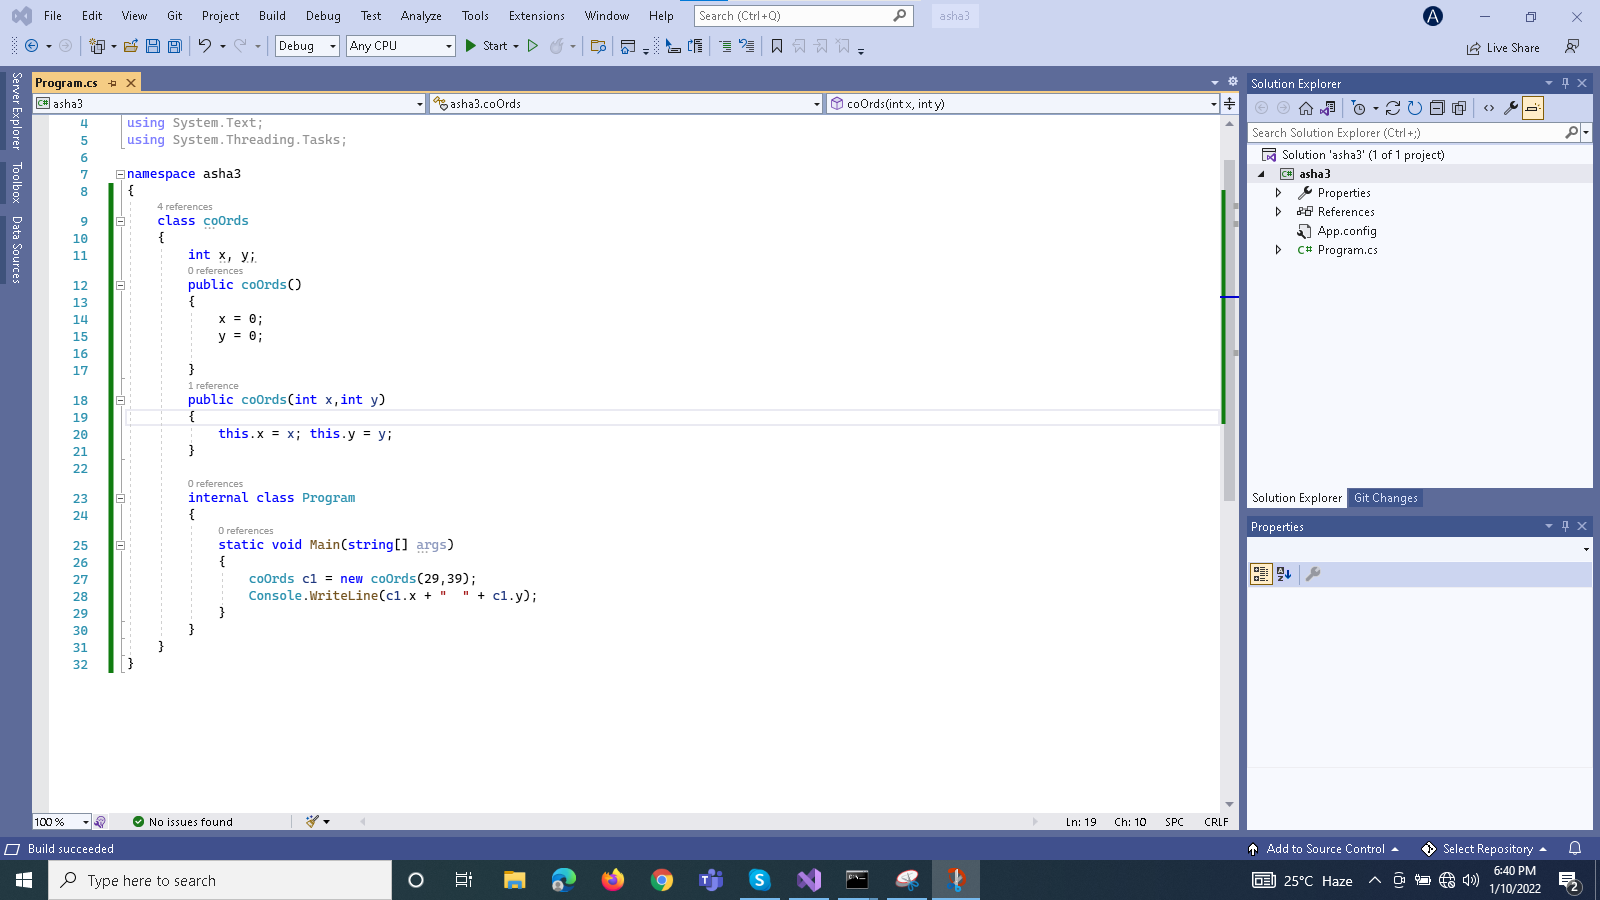 File Edit View Git Project Build Debug Test Analyze Tools Extensions Window Help Search (Ctrl+Q) asha3
Debug Any CPU Start Live Share
Server Explorer
Toolbox
Data Sources
Program.cs
asha3 asha3.coOrds coOrds(int x, int y)
4 using System.Text;
5 using System.Threading.Tasks;
6
7 namespace asha3
8 {
4 references
9 class coOrds
10 {
11 int x, y;
0 references
12 public coOrds()
13 {
14 x = 0;
15 y = 0;
16
17 }
1 reference
18 public coOrds(int x,int y)
19 {
20 this.x = x; this.y = y;
21 }
22
0 references
23 internal class Program
24 {
0 references
25 static void Main(string[] args)
26 {
27 coOrds c1 = new coOrds(29,39);
28 Console.WriteLine(c1.x + "  " + c1.y);
29 }
30 }
31 }
32 }
100 % No issues found Ln: 19 Ch: 10 SPC CRLF
Solution Explorer
Search Solution Explorer (Ctrl+;)
Solution 'asha3' (1 of 1 project)
C# asha3
Properties
References
App.config
C# Program.cs
Solution Explorer Git Changes
Properties
Build succeeded Add to Source Control Select Repository
Type here to search 25°C Haze 6:40 PM
1/10/2022 2